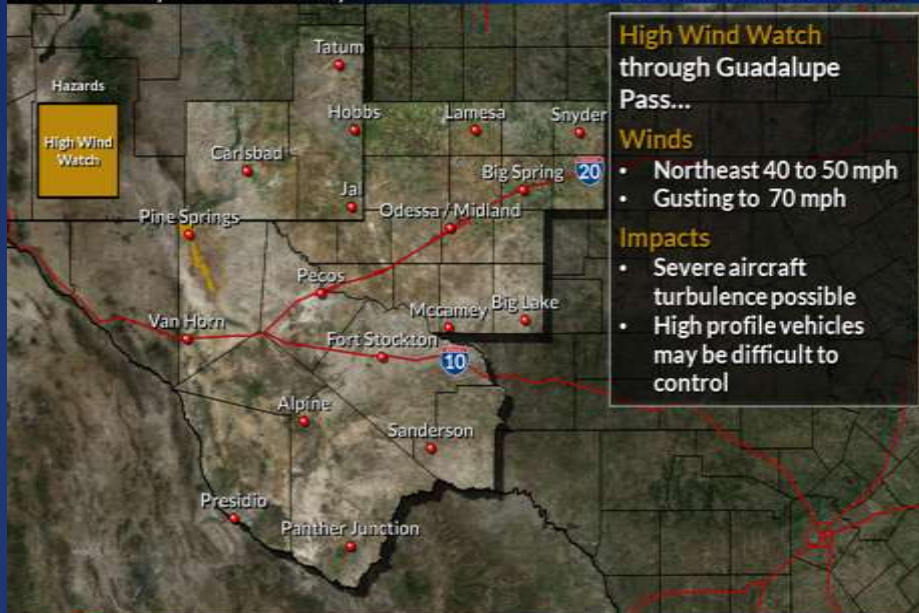 High Wind Watch
through Guadalupe
Pass...
Winds
• Northeast 40 to 50 mph
• Gusting to 70 mph
Impacts
• Severe aircraft
turbulence possible
• High profile vehicles
may be difficult to
control
Hazards
High Wind
Watch
Tatum
Hobbs
Lamesa
Snyder
Carlsbad
Big Spring
20
Jal
Odessa / Midland
Pine Springs
Pecos
Mccamey
Big Lake
Van Horn
Fort Stockton
10
Alpine
Sanderson
Presidio
Panther Junction